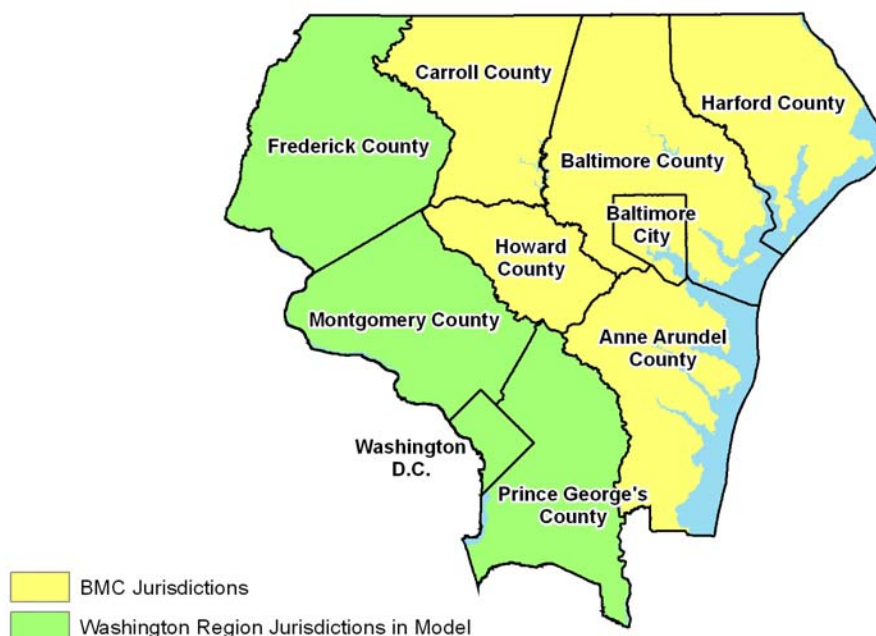 Carroll County
Harford County
Frederick County
Baltimore County
Baltimore
City
Howard
County
Montgomery County
Anne Arundel
County
Washington
D.C.
Prince George's
County
BMC Jurisdictions
Washington Region Jurisdictions in Model